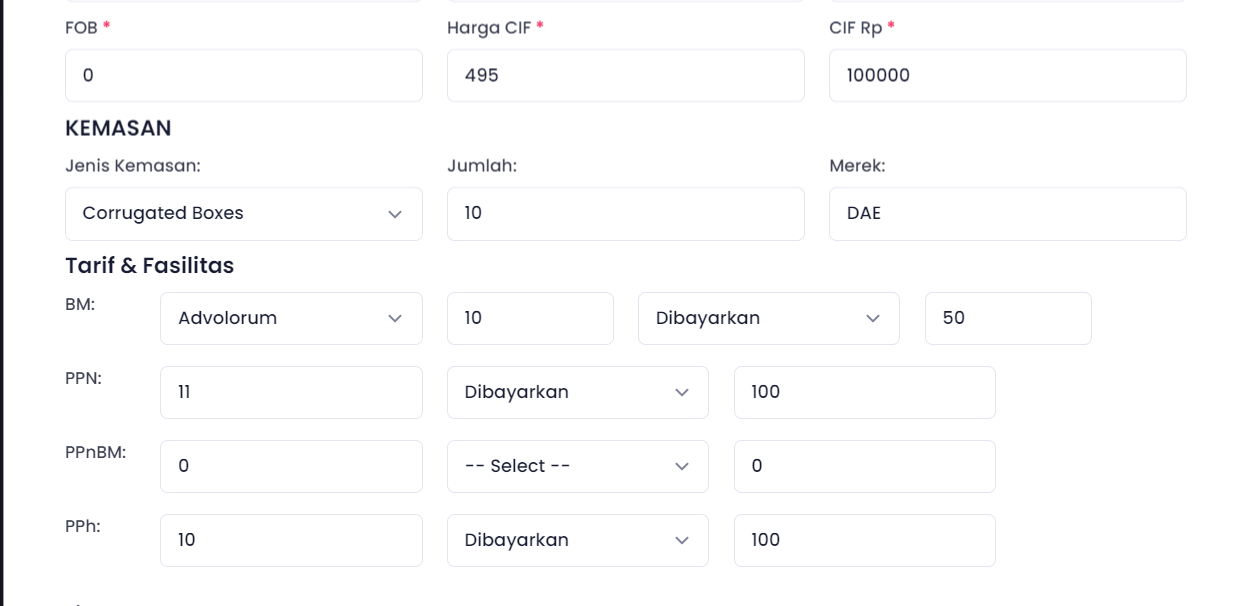 FOB * Harga CIF * CIF Rp *
0 495 100000
KEMASAN
Jenis Kemasan: Jumlah: Merek:
Corrugated Boxes 10 DAE
Tarif & Fasilitas
BM: Advolorum 10 Dibayarkan 50
PPN: 11 Dibayarkan 100
PPnBM: 0 -- Select -- 0
PPh: 10 Dibayarkan 100